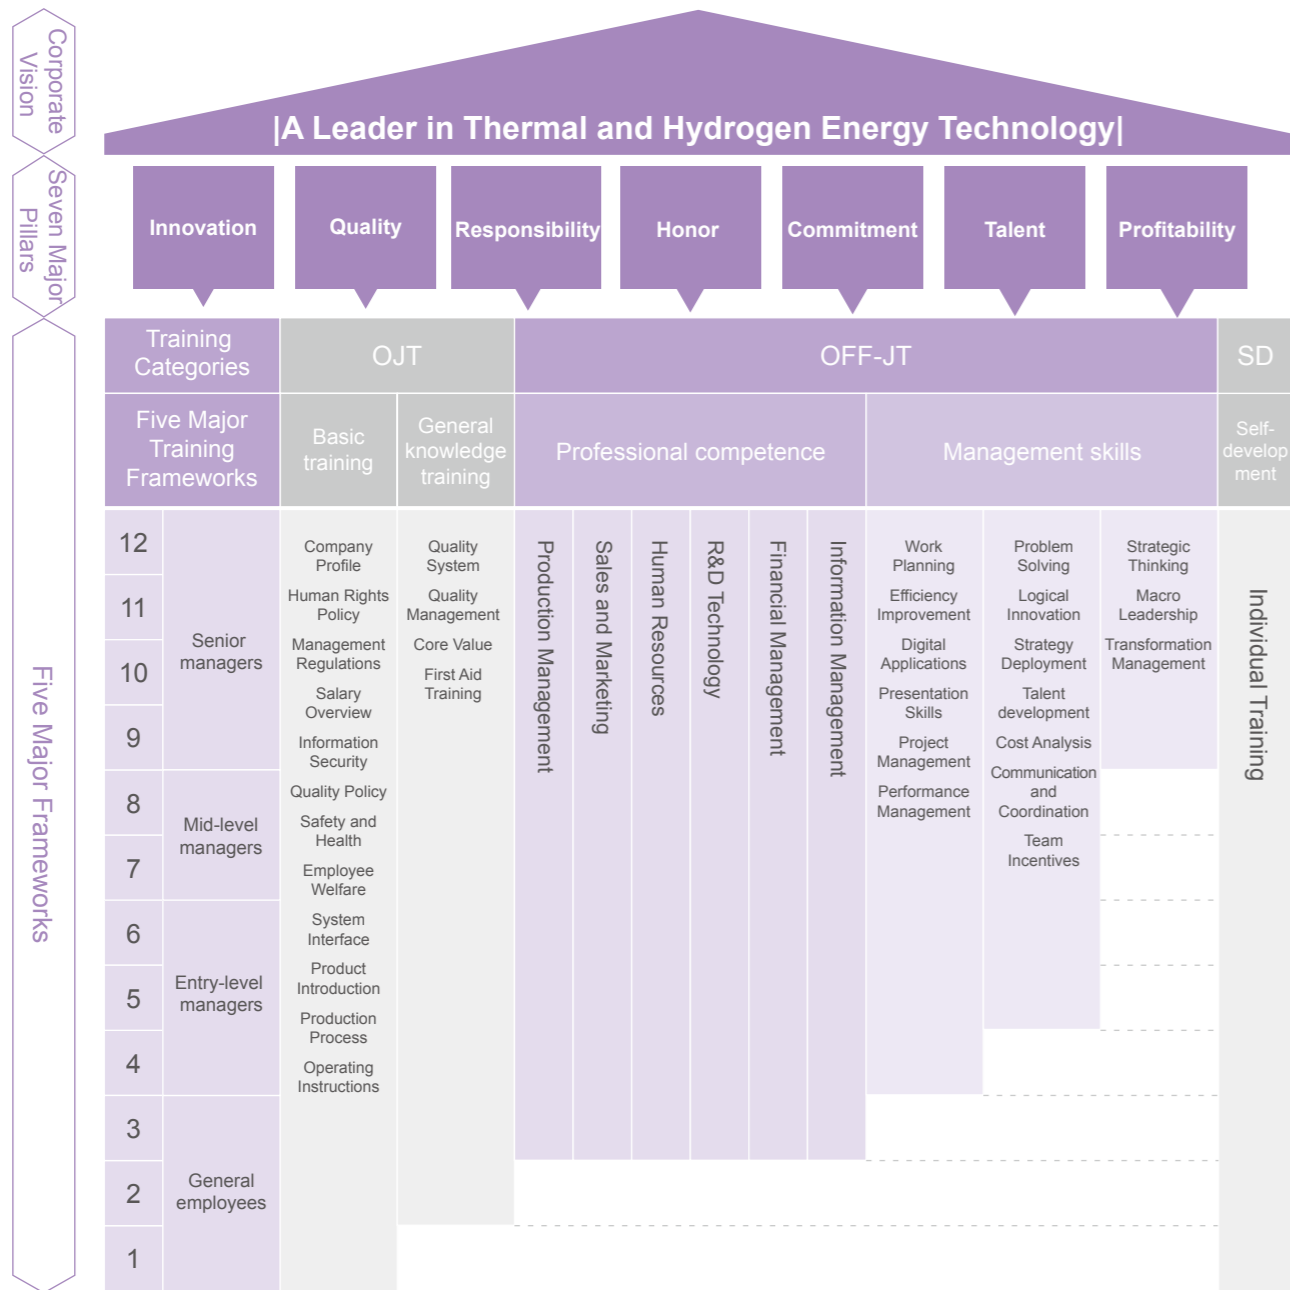 Corporate
Vision
|A Leader in Thermal and Hydrogen Energy Technology|
Seven Major
Pillars
Innovation
Quality
Responsibility
Honor
Commitment
Talent
Profitability
Five Major Frameworks
Training
Categories
OJT
OFF-JT
SD
Five Major
Training
Frameworks
Basic
training
General
knowledge
training
Professional competence
Management skills
Self-
develop
ment
12
11
10
9
8
7
6
5
4
3
2
1
Senior
managers
Mid-level
managers
Entry-level
managers
General
employees
Company
Profile
Human Rights
Policy
Management
Regulations
Salary
Overview
Information
Security
Quality Policy
Safety and
Health
Employee
Welfare
System
Interface
Product
Introduction
Production
Process
Operating
Instructions
Quality
System
Quality
Management
Core Value
First Aid
Training
Production Management
Sales and Marketing
Human Resources
R&D Technology
Financial Management
Information Management
Work
Planning
Efficiency
Improvement
Digital
Applications
Presentation
Skills
Project
Management
Performance
Management
Problem
Solving
Logical
Innovation
Strategy
Deployment
Talent
development
Cost Analysis
Communication
and
Coordination
Team
Incentives
Strategic
Thinking
Macro
Leadership
Transformation
Management
Individual Training